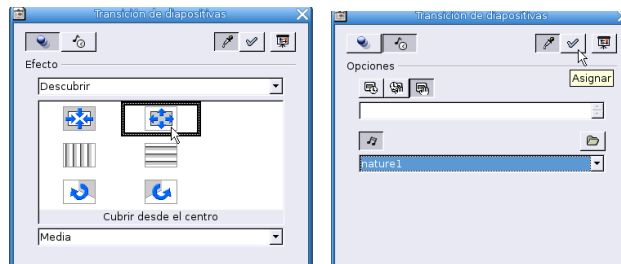 Transición de diapositivas
Efecto
Descubrir
Cubrir desde el centro
Media
Transición de diapositivas
Opciones
Asignar
nature1